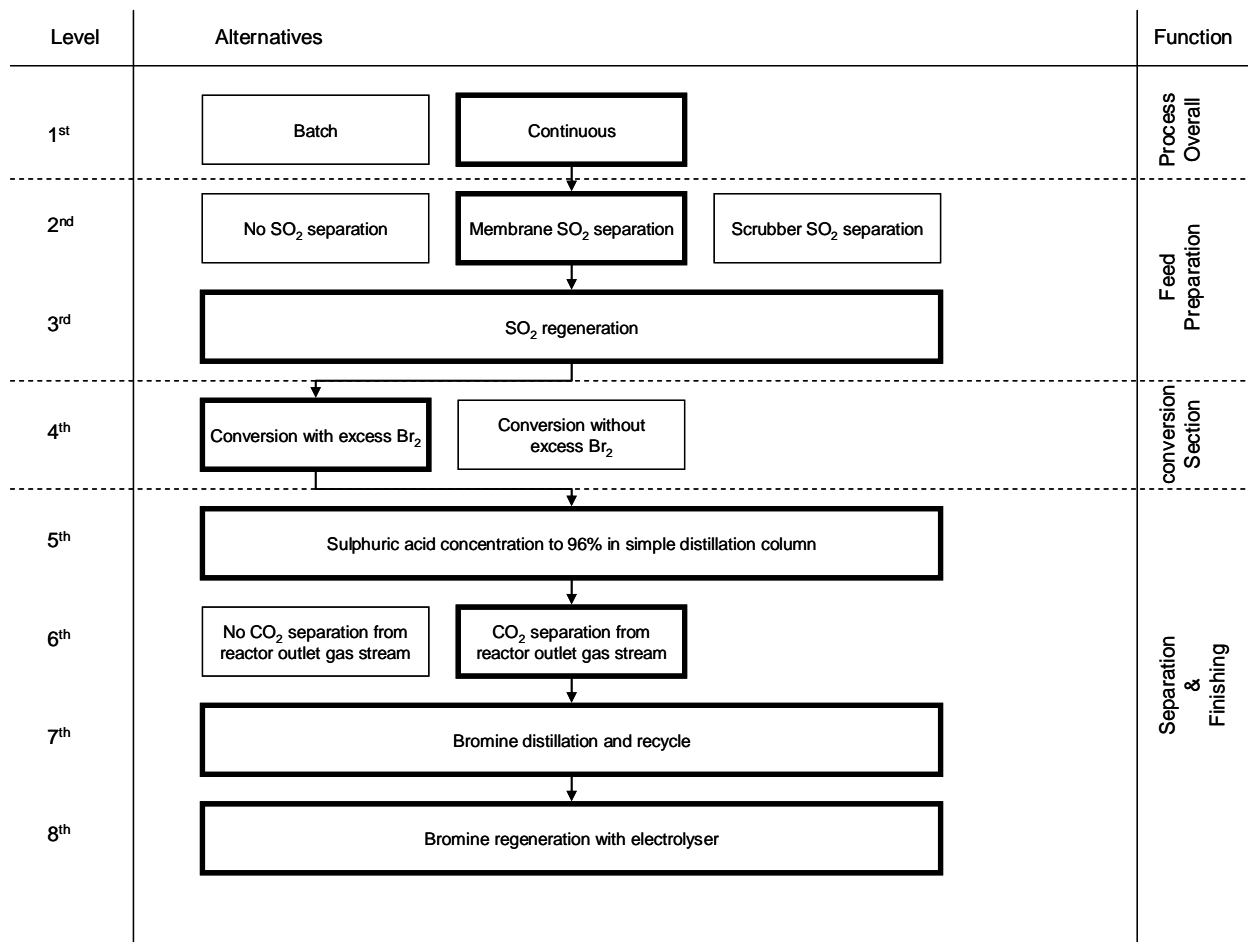 Level
Alternatives
Function
1st
Batch
Continuous
Process
Overall
2nd
No SO2 separation
Membrane SO2 separation
Scrubber SO2 separation
Feed
Preparation
3rd
SO2 regeneration
4th
Conversion with excess Br2
Conversion without
excess Br2
conversion
Section
5th
Sulphuric acid concentration to 96% in simple distillation column
6th
No CO2 separation from
reactor outlet gas stream
CO2 separation from
reactor outlet gas stream
Separation
&
Finishing
7th
Bromine distillation and recycle
8th
Bromine regeneration with electrolyser